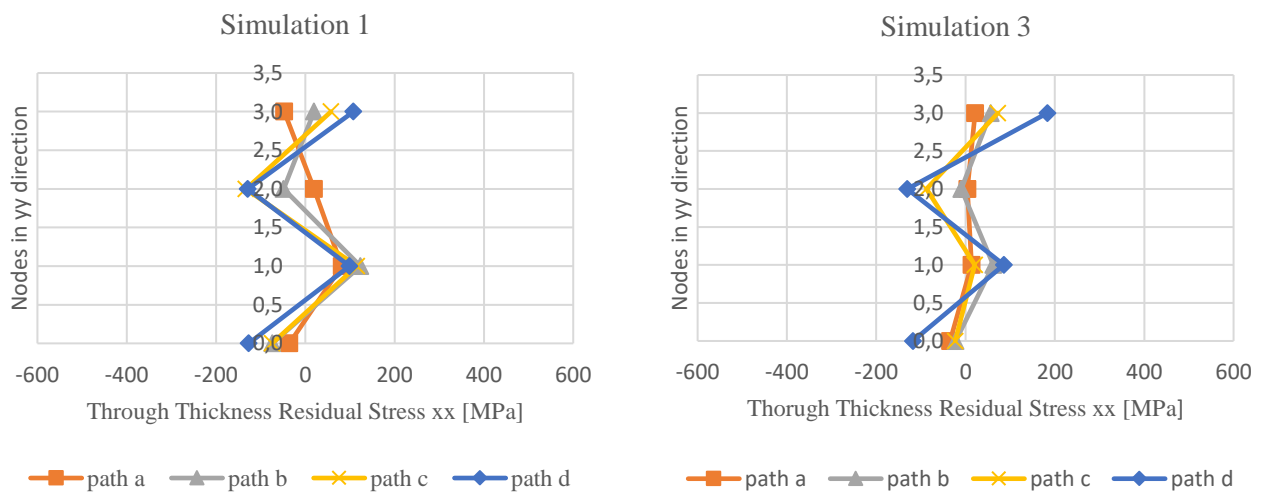 Simulation 1
3,5
3,0
2,5
2,0
1,5
1,0
0,5
0,0
-600 -400 -200 0 200 400 600
Nodes in yy direction
Through Thickness Residual Stress xx [MPa]
path a path b path c path d
Simulation 3
3,5
3,0
2,5
2,0
1,5
1,0
0,5
0,0
-600 -400 -200 0 200 400 600
Nodes in yy direction
Thorugh Thickness Residual Stress xx [MPa]
path a path b path c path d